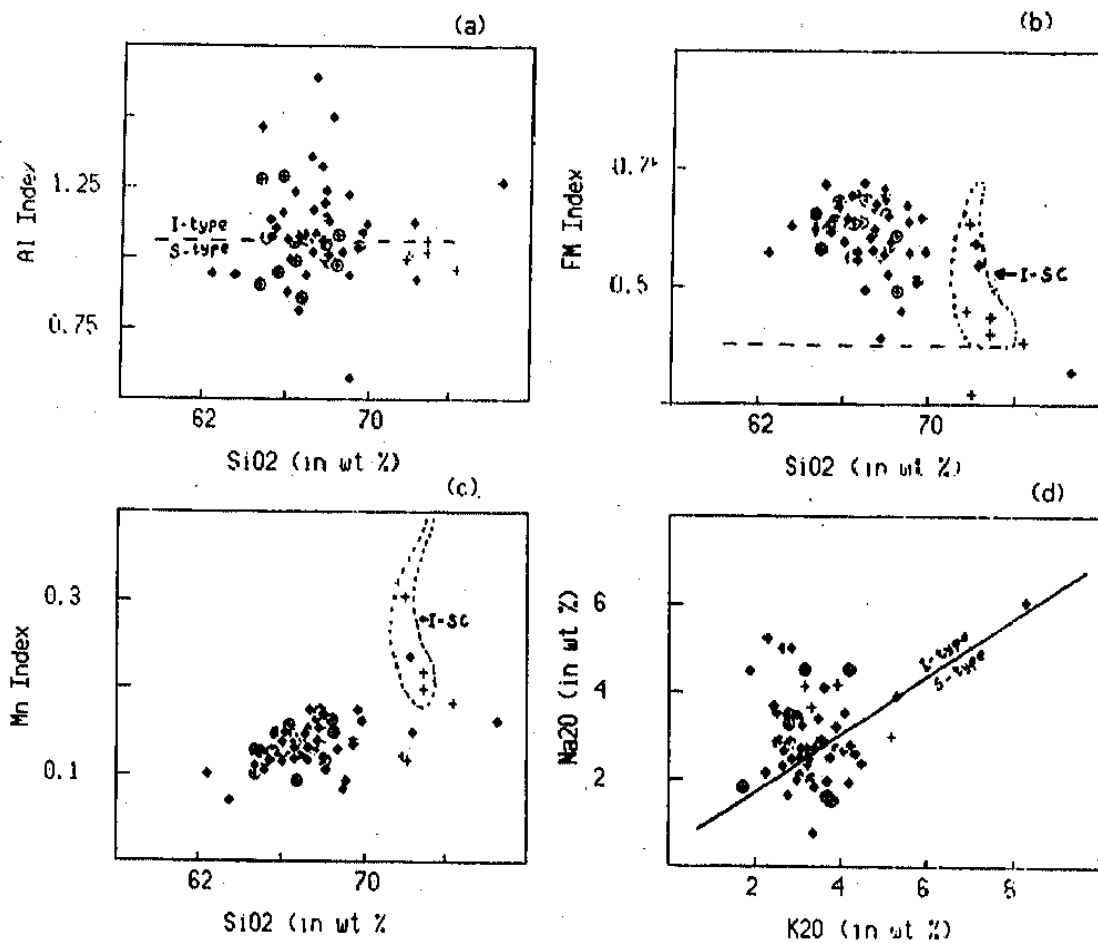 (a)
Al Index
1.25
0.75
I-type
S-type
62
70
SiO2 (in wt %)
(b)
FM Index
0.7
0.5
I-SC
62
70
SiO2 (in wt %)
(c)
Mn Index
0.3
0.1
I-SC
62
70
SiO2 (in wt %
(d)
Na2O (in wt %)
6
4
2
I-type
S-type
2
4
6
8
K2O (in wt %)